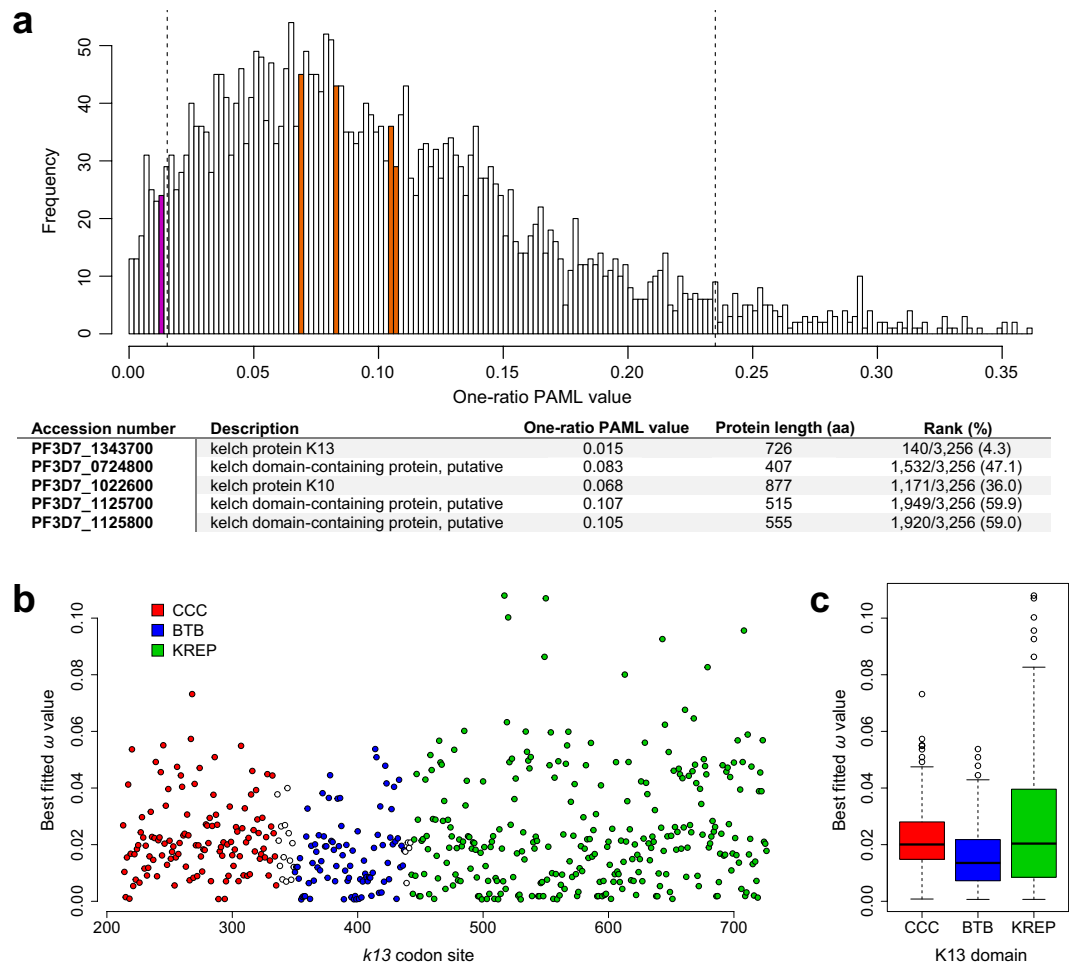 a
50
40
30
20
10
0
Frequency
0.00 0.05 0.10 0.15 0.20 0.25 0.30 0.35
One-ratio PAML value
Accession number Description One-ratio PAML value Protein length (aa) Rank (%)
PF3D7_1343700 kelch protein K13 0.015 726 140/3,256 (4.3)
PF3D7_0724800 kelch domain-containing protein, putative 0.083 407 1,532/3,256 (47.1)
PF3D7_1022600 kelch protein K10 0.068 877 1,171/3,256 (36.0)
PF3D7_1125700 kelch domain-containing protein, putative 0.107 515 1,949/3,256 (59.9)
PF3D7_1125800 kelch domain-containing protein, putative 0.105 555 1,920/3,256 (59.0)
b
CCC
BTB
KREP
0.10
0.08
0.06
0.04
0.02
0.00
Best fitted ω value
200 300 400 500 600 700
k13 codon site
c
0.10
0.08
0.06
0.04
0.02
0.00
Best fitted ω value
CCC BTB KREP
K13 domain